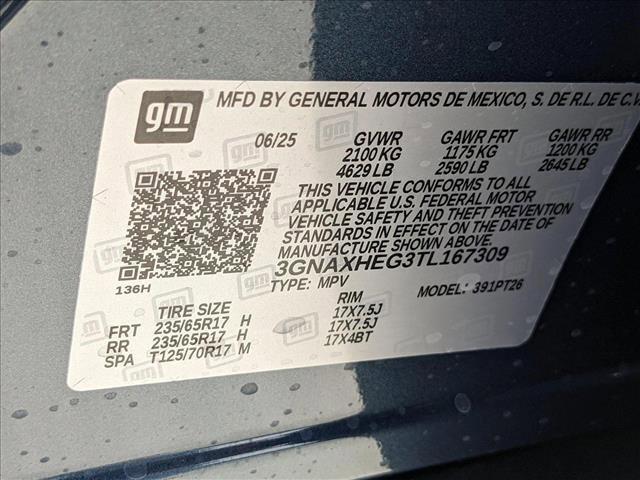 gm
MFD BY GENERAL MOTORS DE MEXICO, S. DE R.L. DE C.V
06/25 GVWR GAWR FRT GAWR RR
2100 KG 1175 KG 1200 KG
4629 LB 2590 LB 2645 LB
THIS VEHICLE CONFORMS TO ALL
APPLICABLE U.S. FEDERAL MOTOR
VEHICLE SAFETY AND THEFT PREVENTION
STANDARDS IN EFFECT ON THE DATE OF
MANUFACTURE SHOWN ABOVE.
3GNAXHEG3TL167309
136H TYPE: MPV MODEL: 391PT26
TIRE SIZE RIM
FRT 235/65R17 H 17X7.5J
RR 235/65R17 H 17X7.5J
SPA T125/70R17 M 17X4BT